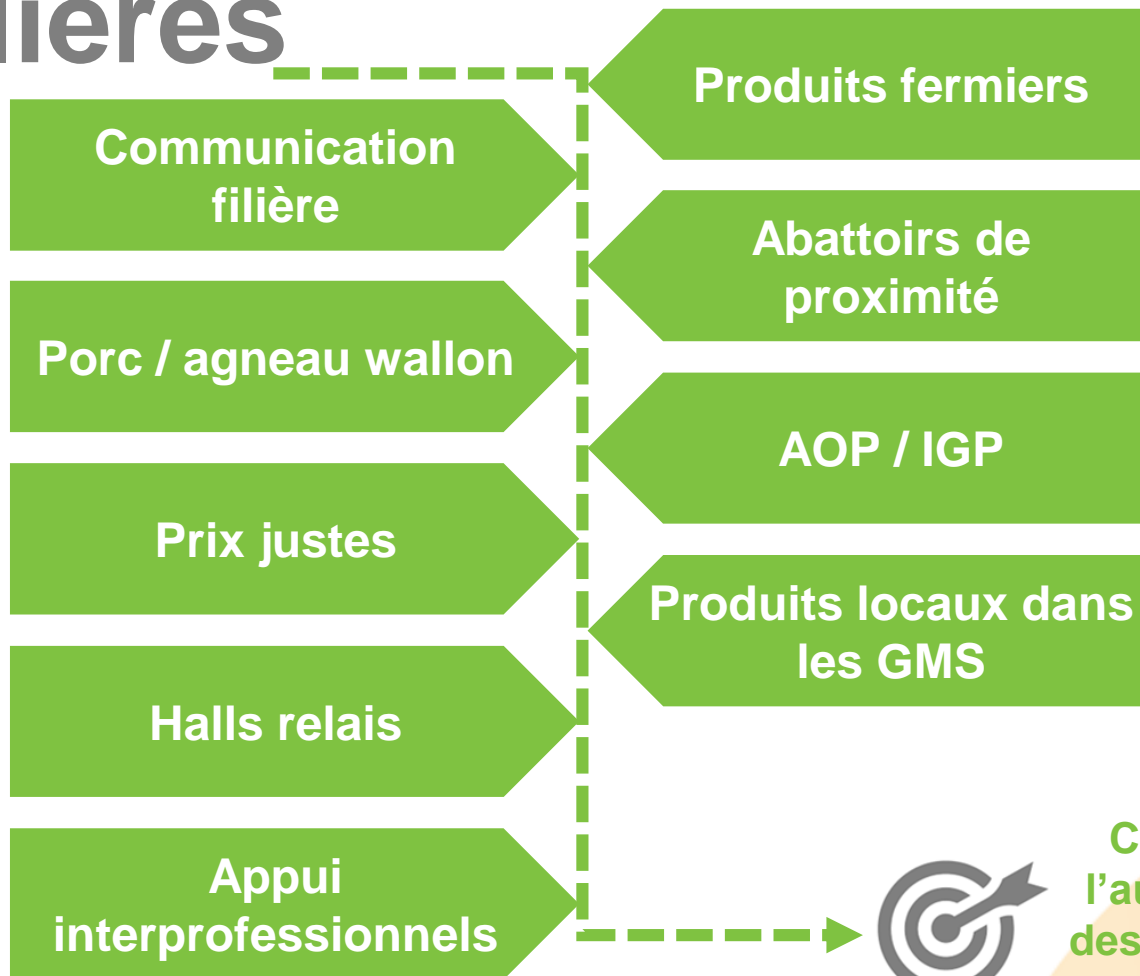 Communication
filière
Porc / agneau wallon
Prix justes
Halls relais
Appui
interprofessionnels
Produits fermiers
Abattoirs de
proximité
AOP / IGP
Produits locaux dans
les GMS
des